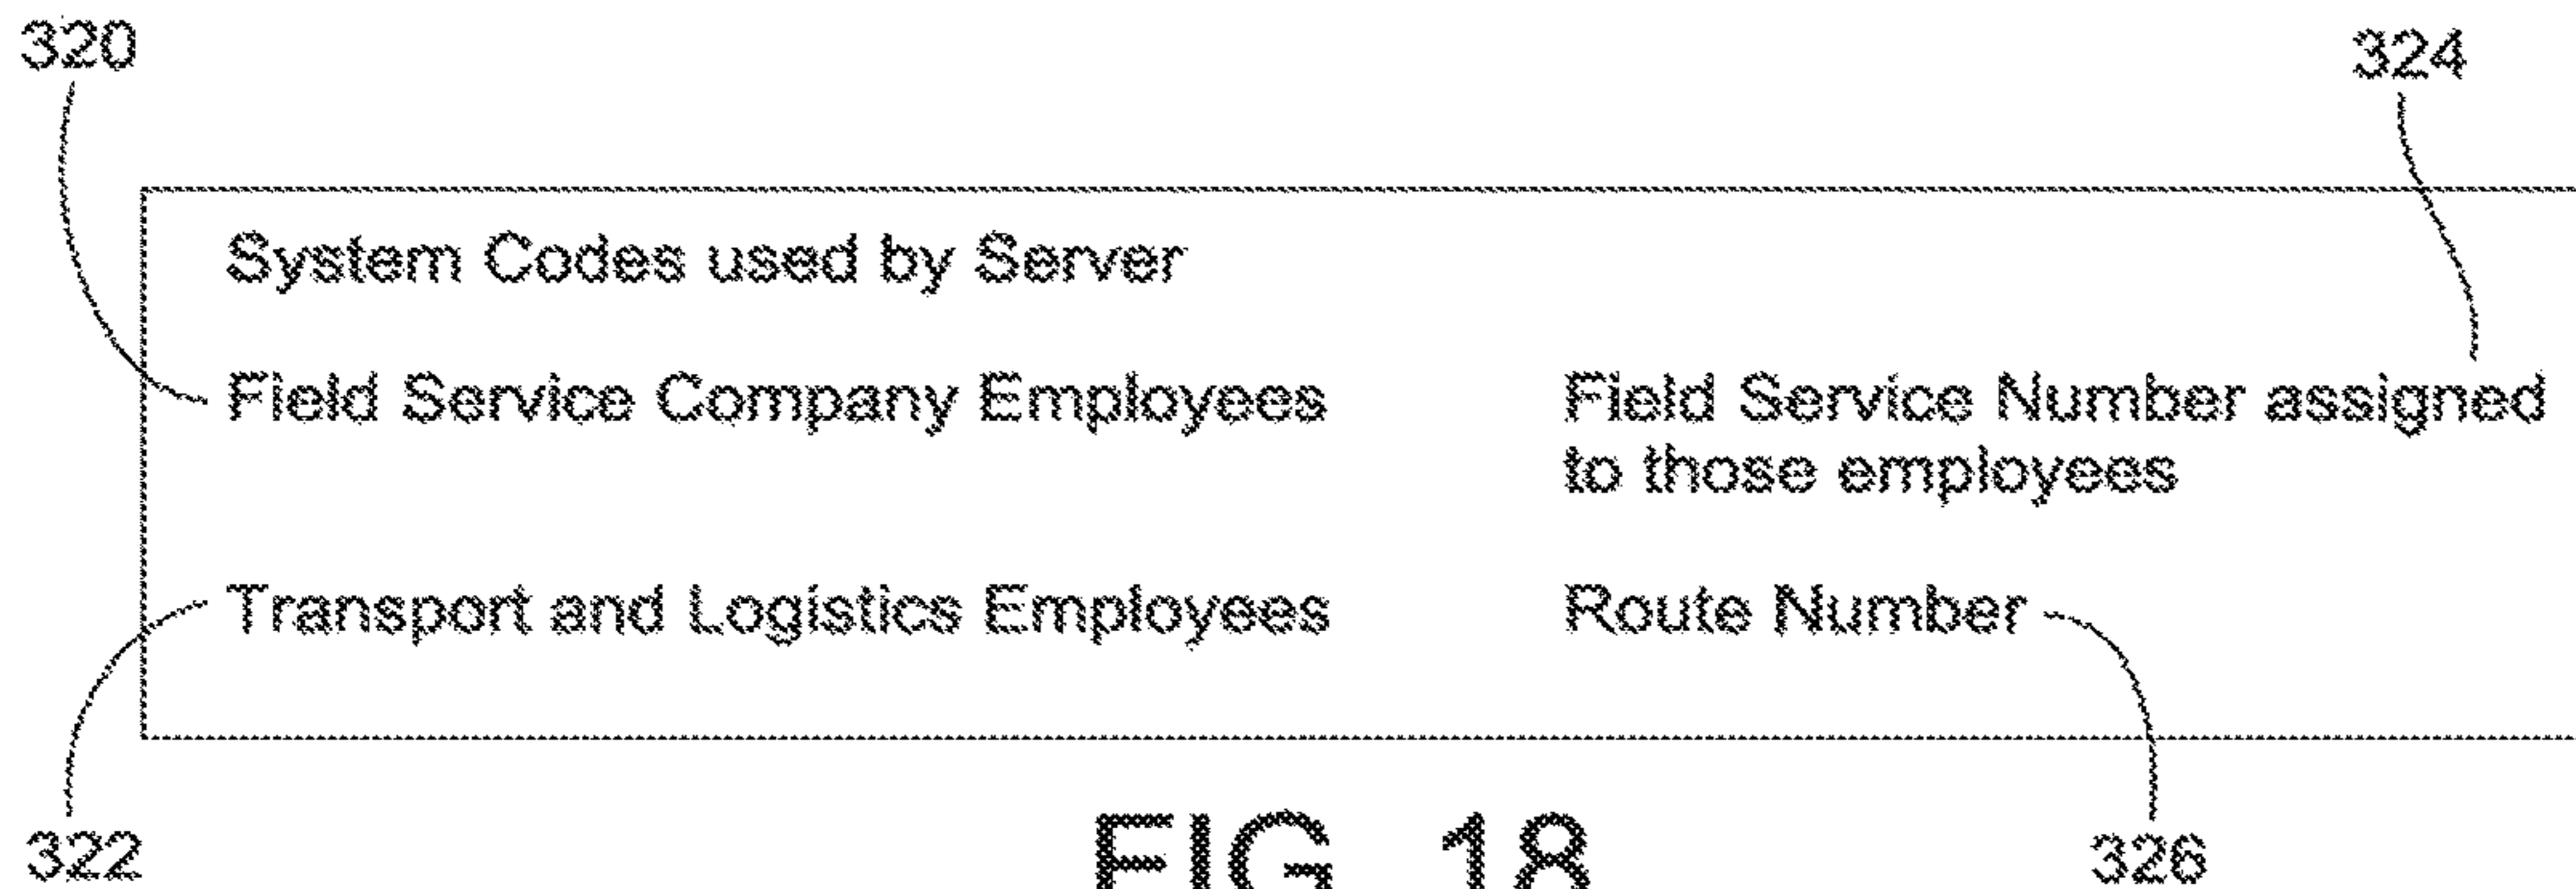 320
324
System Codes used by Server
Field Service Company Employees
Field Service Number assigned
to those employees
Transport and Logistics Employees
Route Number
322
326
FIG. 18